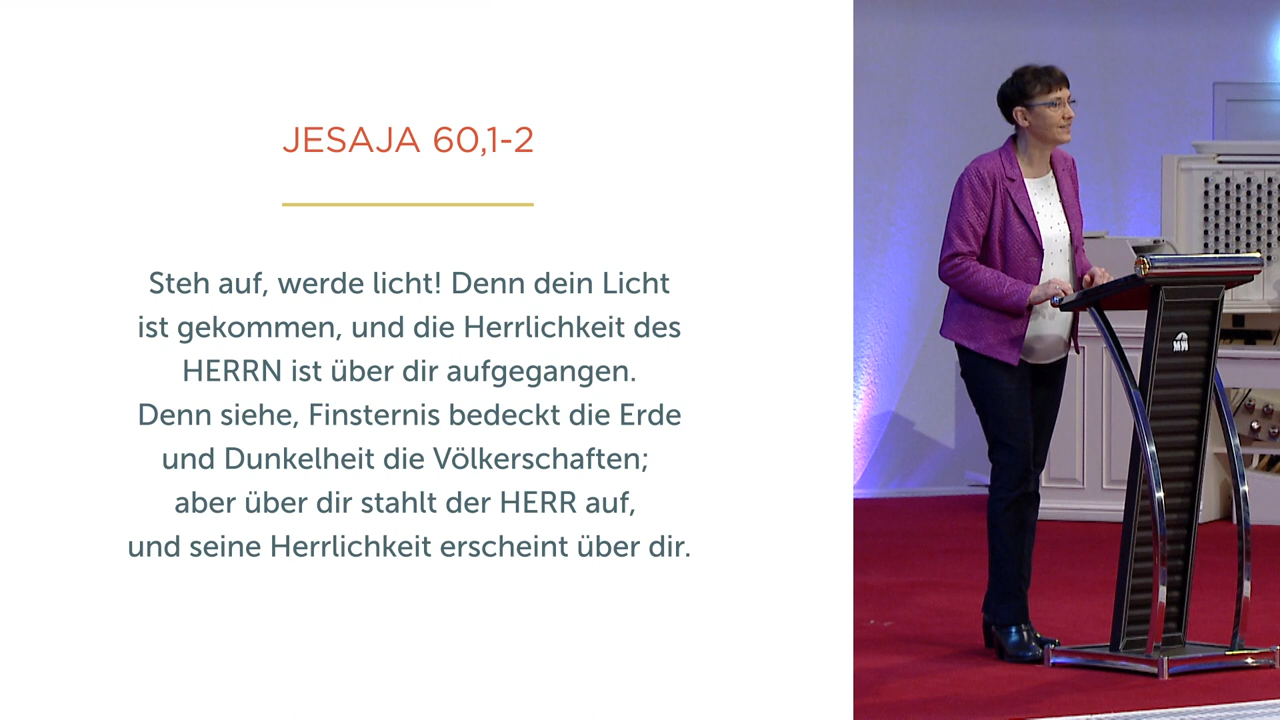 JESAJA 60,1-2
Steh auf, werde licht! Denn dein Licht
ist gekommen, und die Herrlichkeit des
HERRN ist über dir aufgegangen.
Denn siehe, Finsternis bedeckt die Erde
und Dunkelheit die Völkerschaften;
aber über dir stahlt der HERR auf,
und seine Herrlichkeit erscheint über dir.
MW